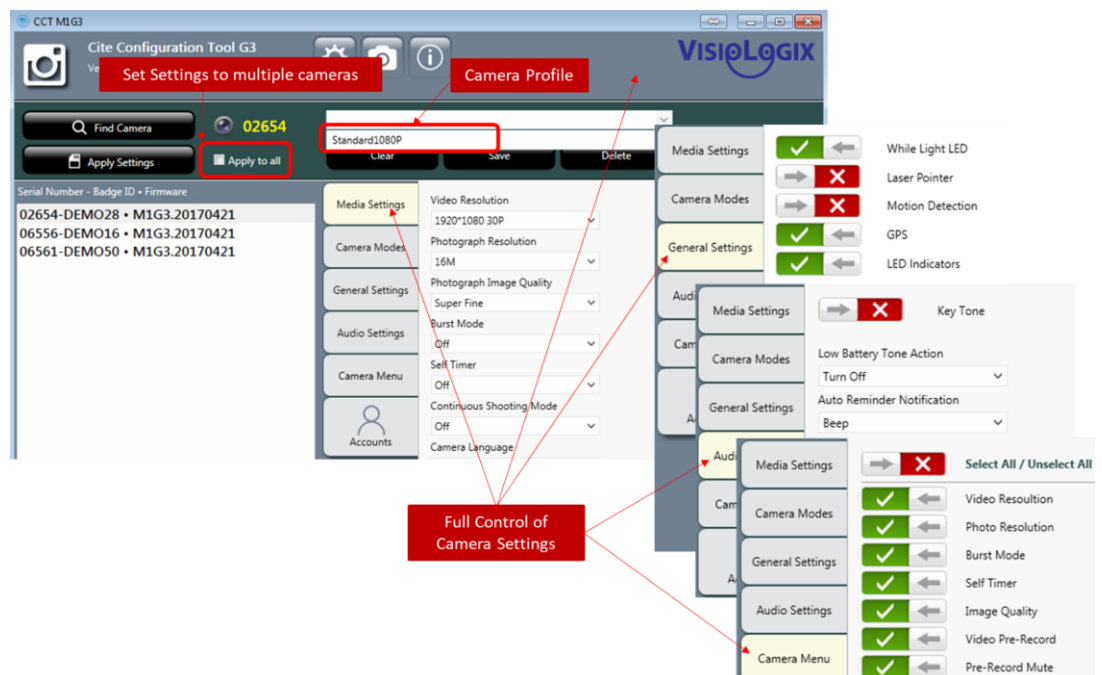 CCT M1G3
Cite Configuration Tool G3
VISIOLOGIX
Set Settings to multiple cameras
Camera Profile
Find Camera
02654
Standard1080P
Apply Settings
Apply to all
Clear
Save
Delete
Serial Number - Badge ID • Firmware
02654-DEMO28 • M1G3.20170421
06556-DEMO16 • M1G3.20170421
06561-DEMO50 • M1G3.20170421
Media Settings
Camera Modes
General Settings
Audio Settings
Camera Menu
Accounts
Video Resolution
1920*1080 30P
Photograph Resolution
16M
Photograph Image Quality
Super Fine
Burst Mode
Off
Self Timer
Off
Continuous Shooting Mode
Off
Camera Language
Media Settings
Camera Modes
General Settings
While Light LED
Laser Pointer
Motion Detection
GPS
LED Indicators
Media Settings
Camera Modes
General Settings
Key Tone
Low Battery Tone Action
Turn Off
Auto Reminder Notification
Beep
Media Settings
Camera Modes
General Settings
Audio Settings
Camera Menu
Select All / Unselect All
Video Resoultion
Photo Resolution
Burst Mode
Self Timer
Image Quality
Video Pre-Record
Pre-Record Mute
Full Control of
Camera Settings